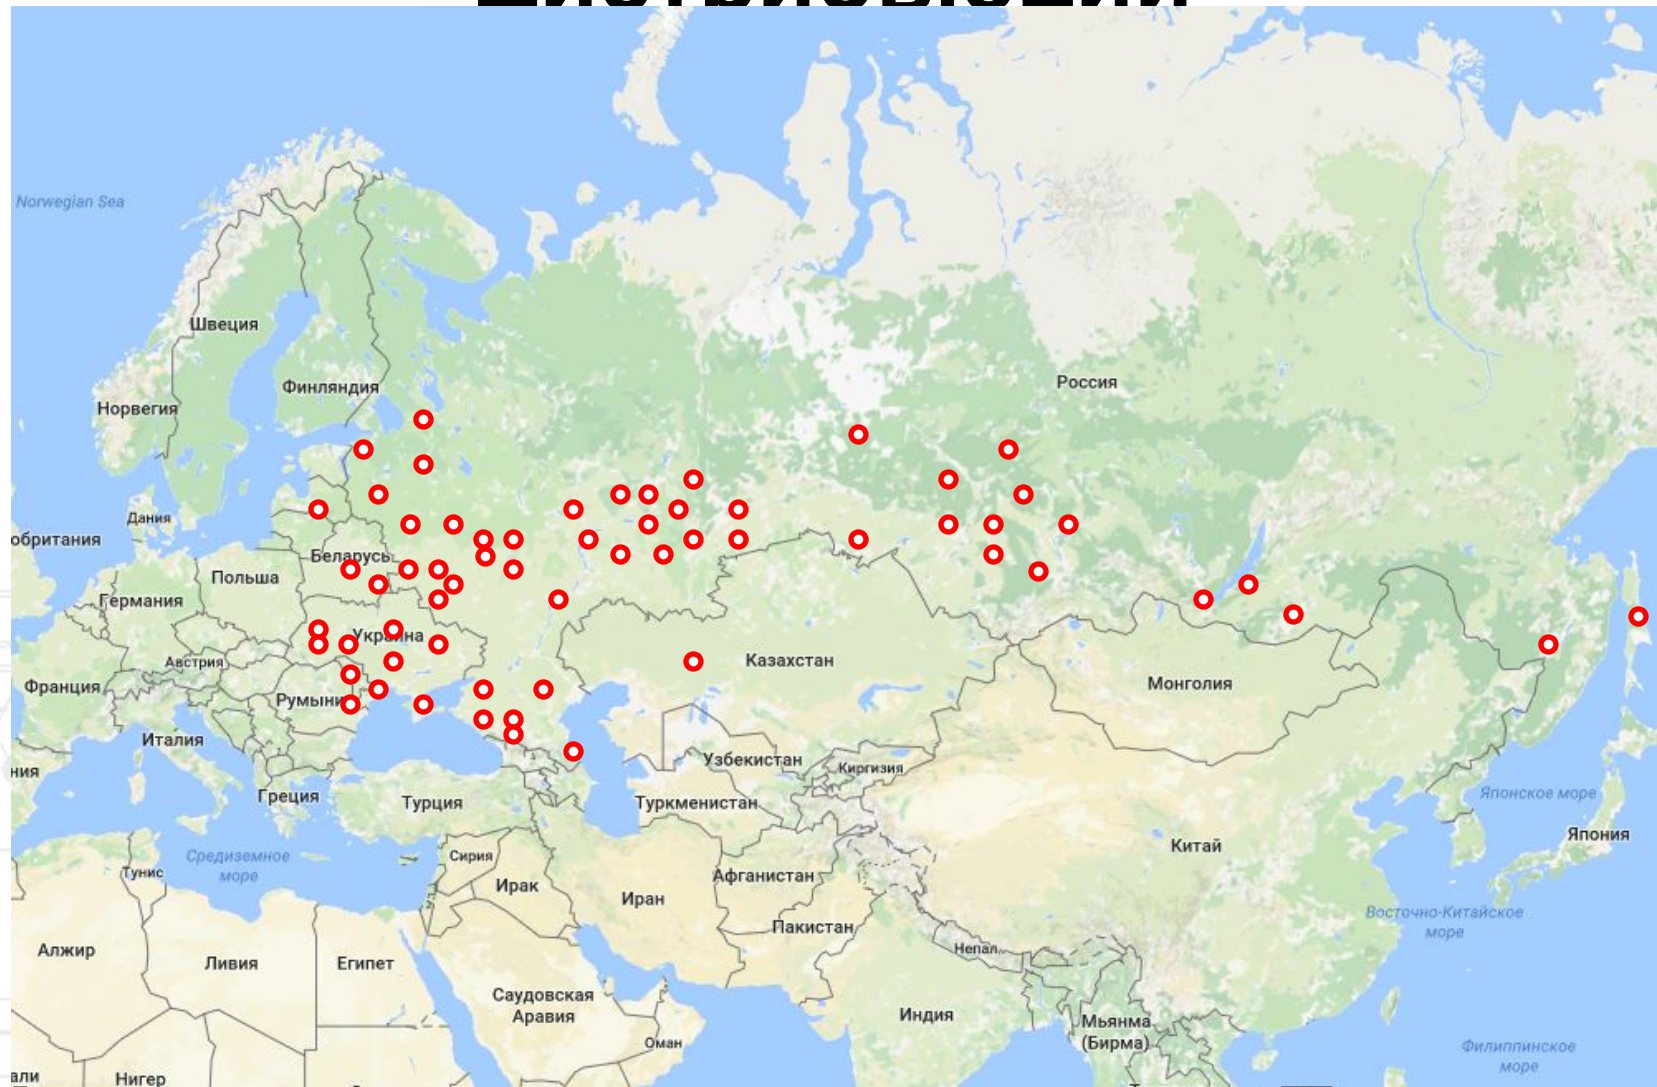 Norwegian Sea
Швеция
Финляндия
Россия
Норвегия
Дания
обритания
Беларусь
Польша
Германия
Украина
Австрия
Казахстан
Франция
Румыни
Монголия
Италия
Узбекистан
Киргизия
ния
Греция
Турция
Туркменистан
Японское море
Япония
Средиземное
море
Тунис
Сирия
Китай
Ирак
Афганистан
Иран
Восточно-Китайское
море
Пакистан
Непал
Алжир
Ливия
Египет
Саудовская
Аравия
Индия
Мьянма
(Бирма)
Оман
Филиппинское
море
али
Нигер